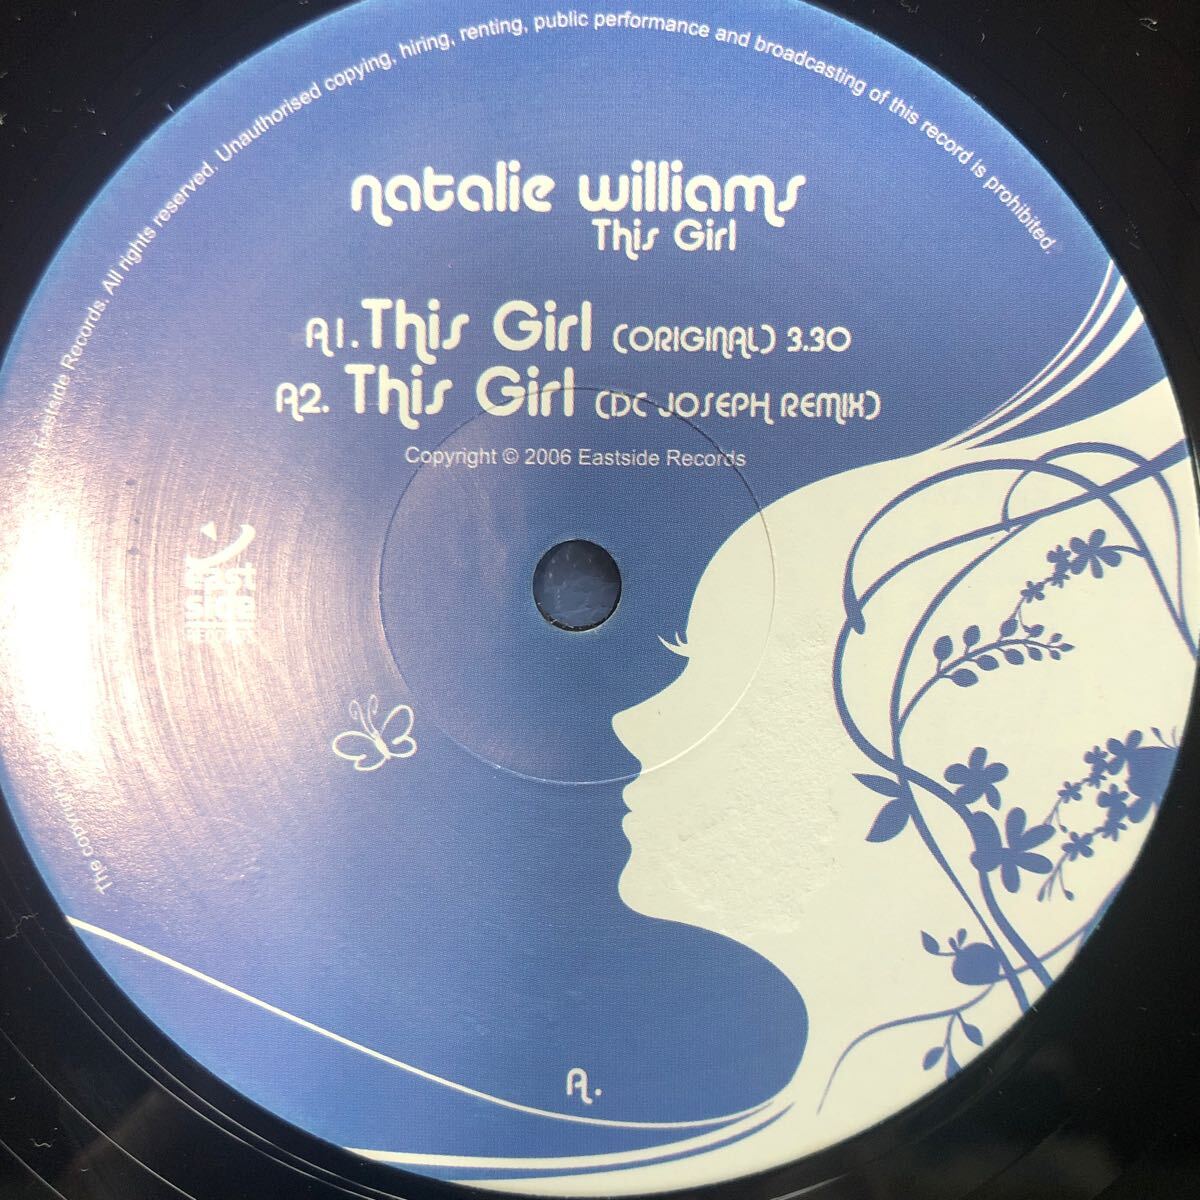 Eastside Records. All rights reserved. Unauthorised copying, hiring, renting, public performance and broadcasting of this record is prohibited.
natalie williams
This Girl
A1. This Girl (ORIGINAL) 3.30
A2. This Girl (DC JOSEPH REMIX)
Copyright © 2006 Eastside Records
east
side
RECORDS
The copyright
A.